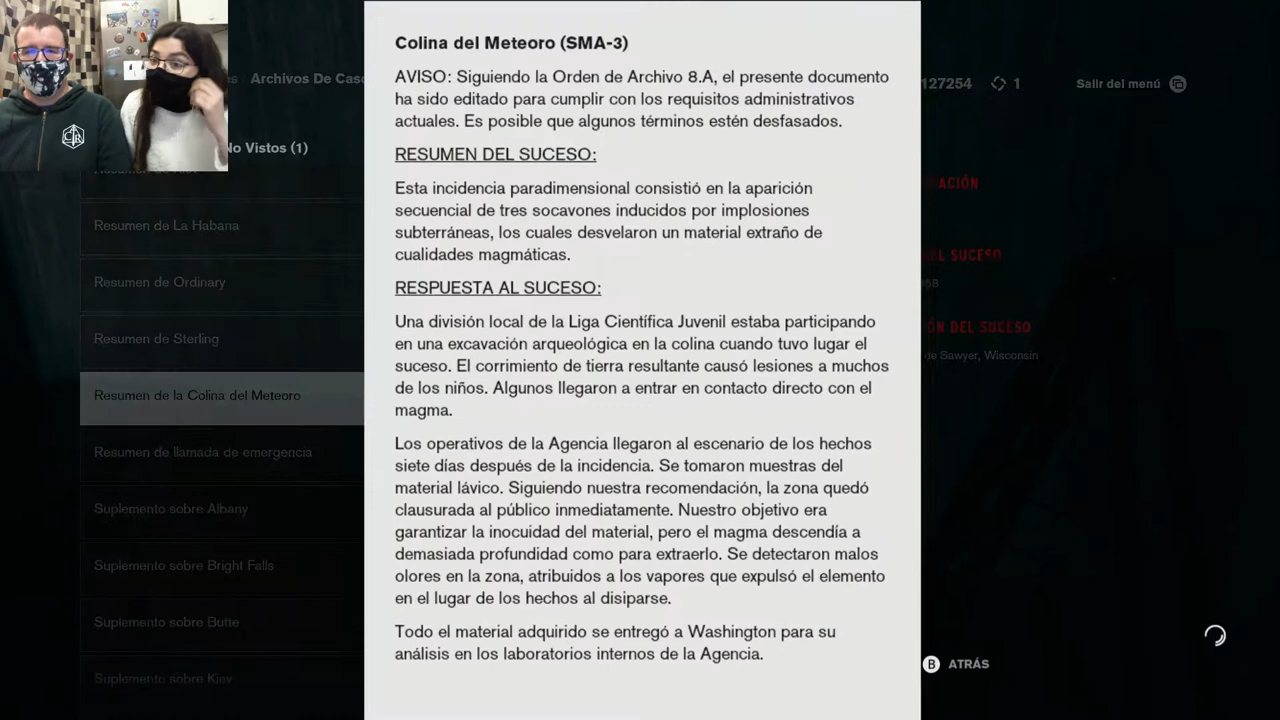 Colina del Meteoro (SMA-3)
AVISO: Siguiendo la Orden de Archivo 8.A, el presente documento
ha sido editado para cumplir con los requisitos administrativos
actuales. Es posible que algunos términos estén desfasados.
RESUMEN DEL SUCESO:
Esta incidencia paradimensional consistió en la aparición
secuencial de tres socavones inducidos por implosiones
subterráneas, los cuales desvelaron un material extraño de
cualidades magmáticas.
RESPUESTA AL SUCESO:
Una división local de la Liga Científica Juvenil estaba participando
en una excavación arqueológica en la colina cuando tuvo lugar el
suceso. El corrimiento de tierra resultante causó lesiones a muchos
de los niños. Algunos llegaron a entrar en contacto directo con el
magma.
Los operativos de la Agencia llegaron al escenario de los hechos
siete días después de la incidencia. Se tomaron muestras del
material lávico. Siguiendo nuestra recomendación, la zona quedó
clausurada al público inmediatamente. Nuestro objetivo era
garantizar la inocuidad del material, pero el magma descendía a
demasiada profundidad como para extraerlo. Se detectaron malos
olores en la zona, atribuidos a los vapores que expulsó el elemento
en el lugar de los hechos al disiparse.
Todo el material adquirido se entregó a Washington para su
análisis en los laboratorios internos de la Agencia.
Archivos De Caso
No Vistos (1)
Resumen de La Habana
Resumen de Ordinary
Resumen de Sterling
Resumen de la Colina del Meteoro
Resumen de llamada de emergencia
Suplemento sobre Albany
Suplemento sobre Bright Falls
Suplemento sobre Butte
Suplemento sobre Kiev
127254 1 Salir del menú
ACIÓN
EL SUCESO
68
ÓN DEL SUCESO
de Sawyer, Wisconsin
B ATRÁS